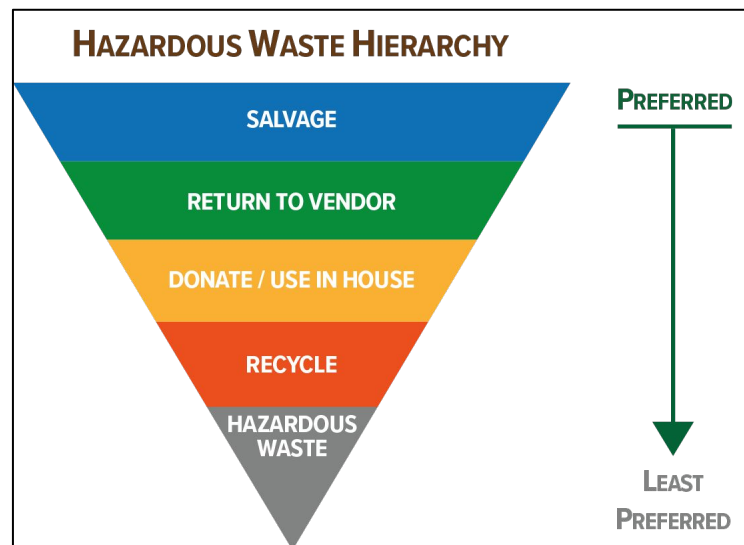 HAZARDOUS WASTE HIERARCHY
SALVAGE
PREFERRED
RETURN TO VENDOR
DONATE / USE IN HOUSE
RECYCLE
HAZARDOUS
WASTE
LEAST
PREFERRED